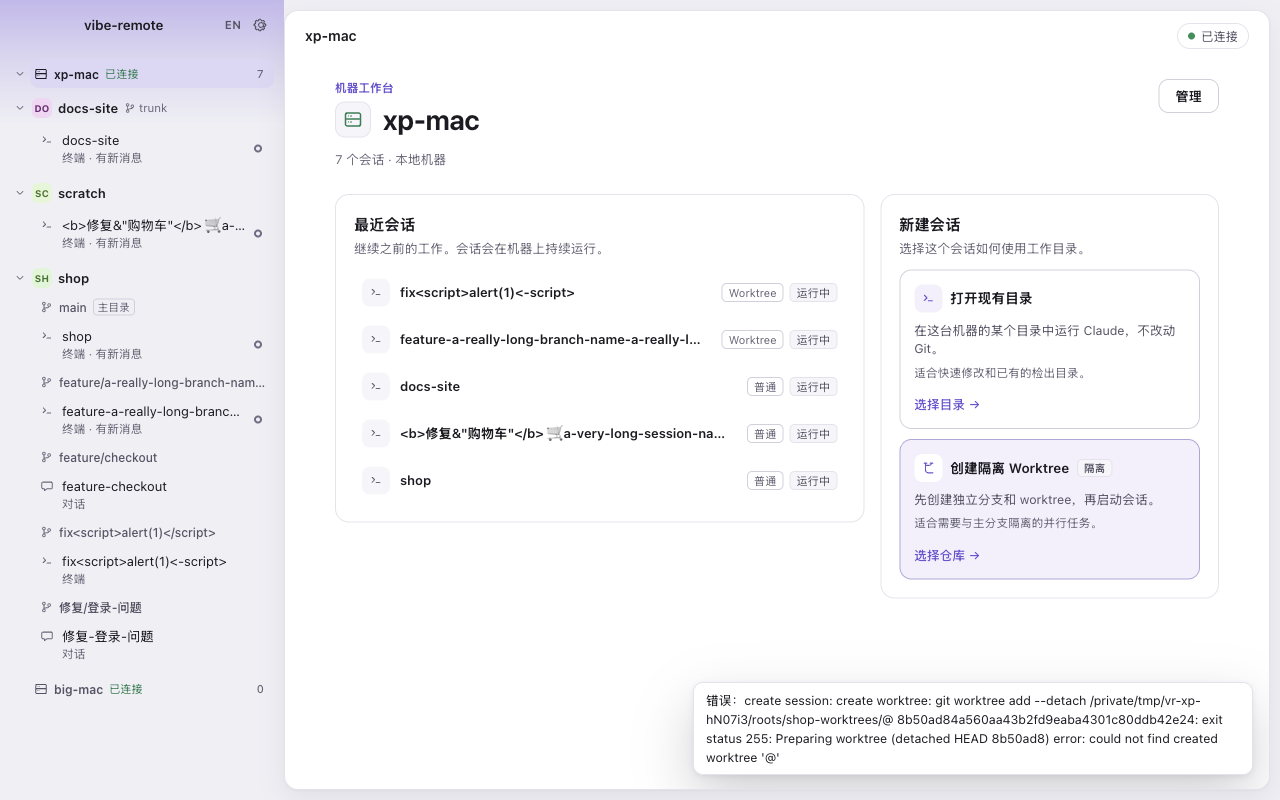 vibe-remote
EN
xp-mac 已连接 7
DO docs-site trunk
docs-site
终端 · 有新消息
SC scratch
<b>修复&"购物车"</b> 🛒a-...
终端 · 有新消息
SH shop
main 主目录
shop
终端 · 有新消息
feature/a-really-long-branch-nam...
feature-a-really-long-branc...
终端 · 有新消息
feature/checkout
feature-checkout
对话
fix<script>alert(1)</script>
fix<script>alert(1)<-script>
终端
修复/登录-问题
修复-登录-问题
对话
big-mac 已连接 0
xp-mac
已连接
机器工作台
xp-mac
管理
7 个会话 · 本地机器
最近会话
继续之前的工作。会话会在机器上持续运行。
fix<script>alert(1)<-script> Worktree 运行中
feature-a-really-long-branch-name-a-really-l... Worktree 运行中
docs-site 普通 运行中
<b>修复&"购物车"</b> 🛒a-very-long-session-na... 普通 运行中
shop 普通 运行中
新建会话
选择这个会话如何使用工作目录。
打开现有目录
在这台机器的某个目录中运行 Claude，不改动
Git。
适合快速修改和已有的检出目录。
选择目录 →
创建隔离 Worktree 隔离
先创建独立分支和 worktree，再启动会话。
适合需要与主分支隔离的并行任务。
选择仓库 →
错误：create session: create worktree: git worktree add --detach /private/tmp/vr-xp-
hN07i3/roots/shop-worktrees/@ 8b50ad84a560aa43b2fd9eaba4301c80ddb42e24: exit
status 255: Preparing worktree (detached HEAD 8b50ad8) error: could not find created
worktree '@'